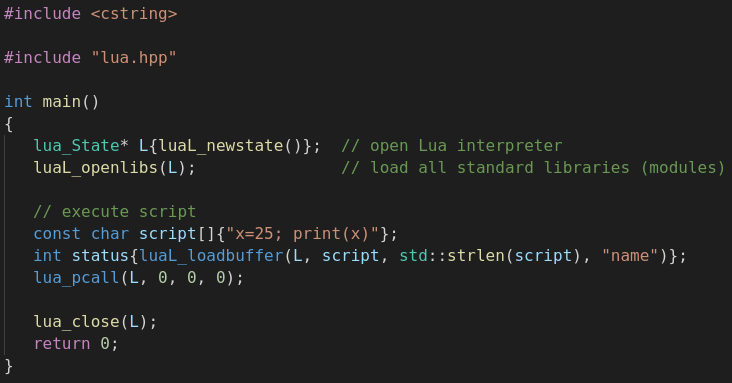 #include <cstring>
#include "lua.hpp"
int main()
{
lua_State* L{luaL_newstate()};  // open Lua interpreter
luaL_openlibs(L);               // load all standard libraries (modules)
// execute script
const char script[]{"x=25; print(x)"};
int status{luaL_loadbuffer(L, script, std::strlen(script), "name")};
lua_pcall(L, 0, 0, 0);
lua_close(L);
return 0;
}